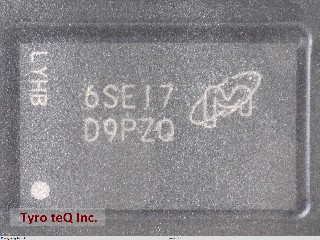 LYHB
6SE17
D9PZQ
Tyro teQ Inc.